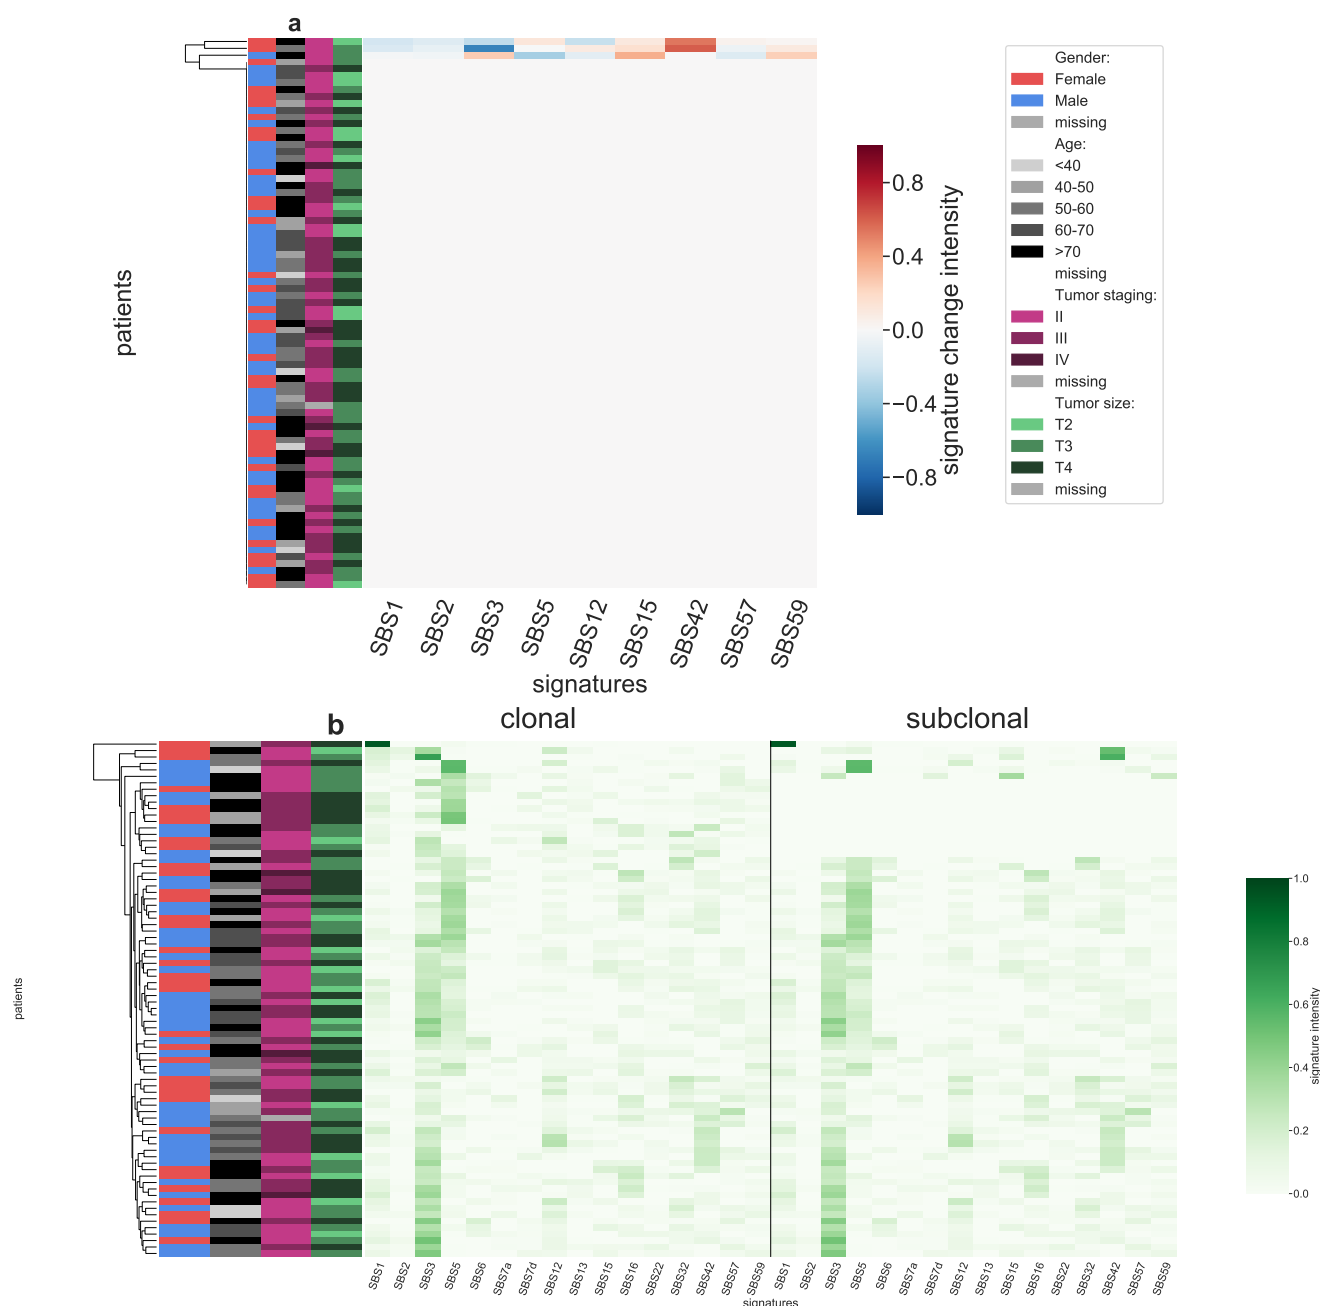 a
patients
SBS1
SBS2
SBS3
SBS5
SBS12
SBS15
SBS42
SBS57
SBS59
signatures
0.8
0.4
0.0
−0.4
−0.8
signature change intensity
Gender:
Female
Male
missing
Age:
<40
40-50
50-60
60-70
>70
missing
Tumor staging:
II
III
IV
missing
Tumor size:
T2
T3
T4
missing
b
clonal
subclonal
patients
SBS1
SBS2
SBS3
SBS5
SBS6
SBS7a
SBS7d
SBS12
SBS13
SBS15
SBS16
SBS22
SBS32
SBS42
SBS57
SBS59
SBS1
SBS2
SBS3
SBS5
SBS6
SBS7a
SBS7d
SBS12
SBS13
SBS15
SBS16
SBS22
SBS32
SBS42
SBS57
SBS59
signatures
1.0
0.8
0.6
0.4
0.2
0.0
signature intensity